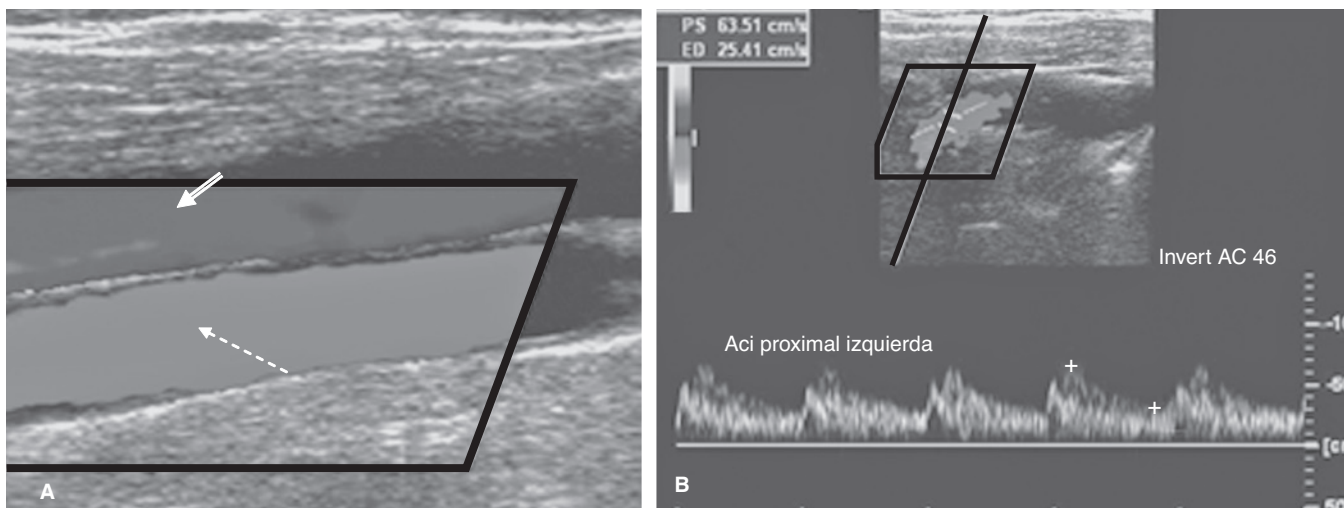 A
PS 63.51 cm/s
ED 25.41 cm/s
Invert AC 46
Aci proximal izquierda
B